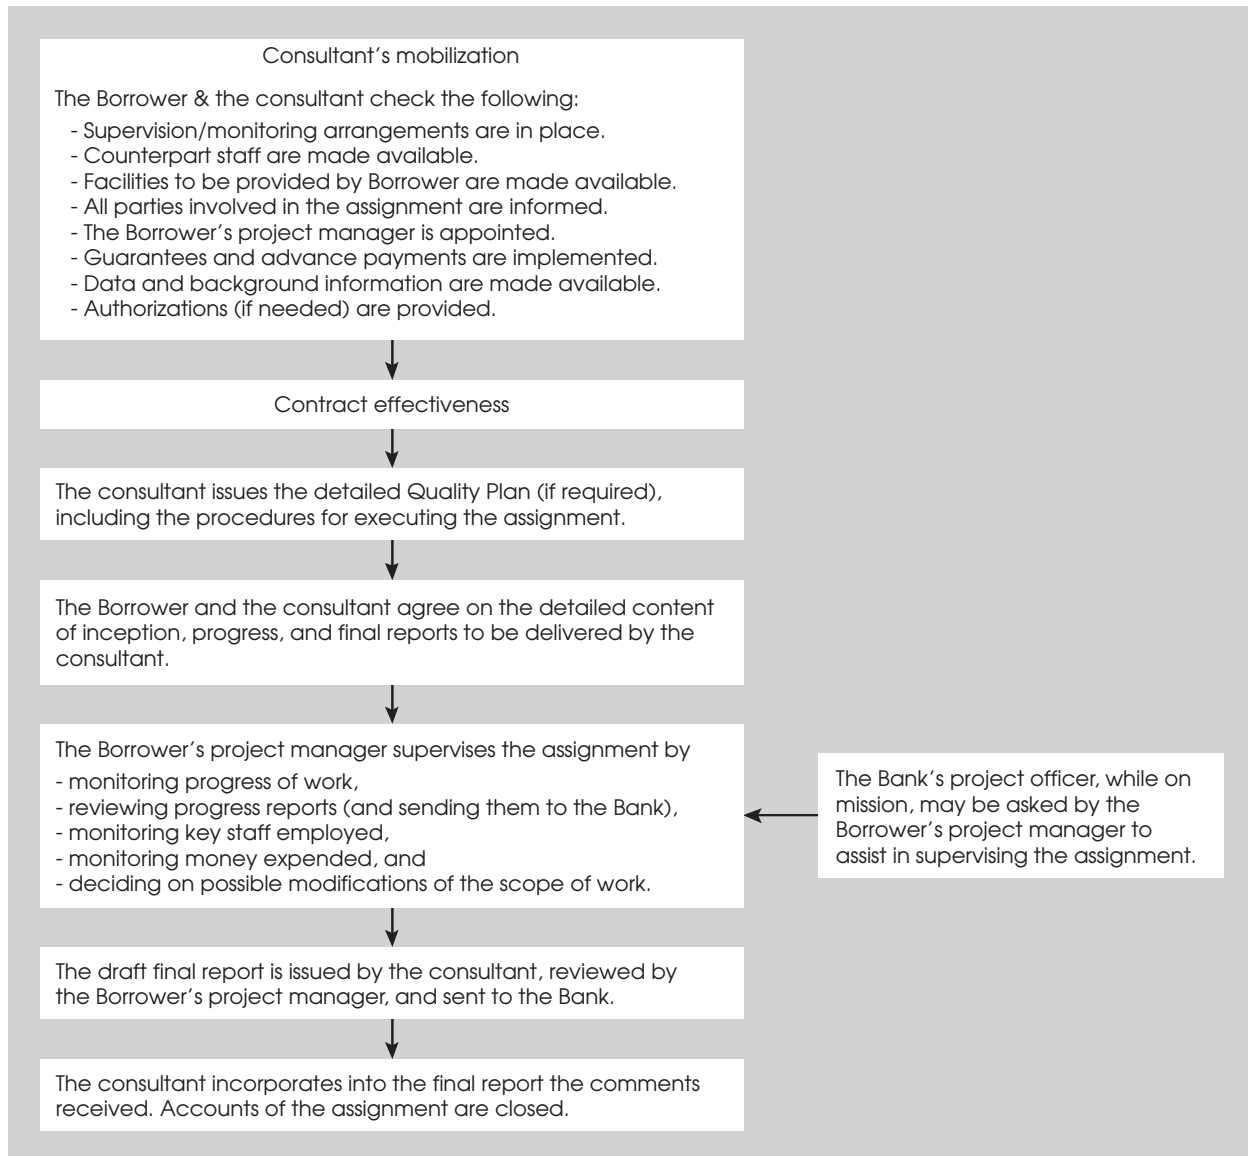 Consultant’s mobilization
The Borrower & the consultant check the following:
- Supervision/monitoring arrangements are in place.
- Counterpart staff are made available.
- Facilities to be provided by Borrower are made available.
- All parties involved in the assignment are informed.
- The Borrower’s project manager is appointed.
- Guarantees and advance payments are implemented.
- Data and background information are made available.
- Authorizations (if needed) are provided.
Contract effectiveness
The consultant issues the detailed Quality Plan (if required),
including the procedures for executing the assignment.
The Borrower and the consultant agree on the detailed content
of inception, progress, and final reports to be delivered by the
consultant.
The Borrower’s project manager supervises the assignment by
- monitoring progress of work,
- reviewing progress reports (and sending them to the Bank),
- monitoring key staff employed,
- monitoring money expended, and
- deciding on possible modifications of the scope of work.
The Bank’s project officer, while on
mission, may be asked by the
Borrower’s project manager to
assist in supervising the assignment.
The draft final report is issued by the consultant, reviewed by
the Borrower’s project manager, and sent to the Bank.
The consultant incorporates into the final report the comments
received. Accounts of the assignment are closed.